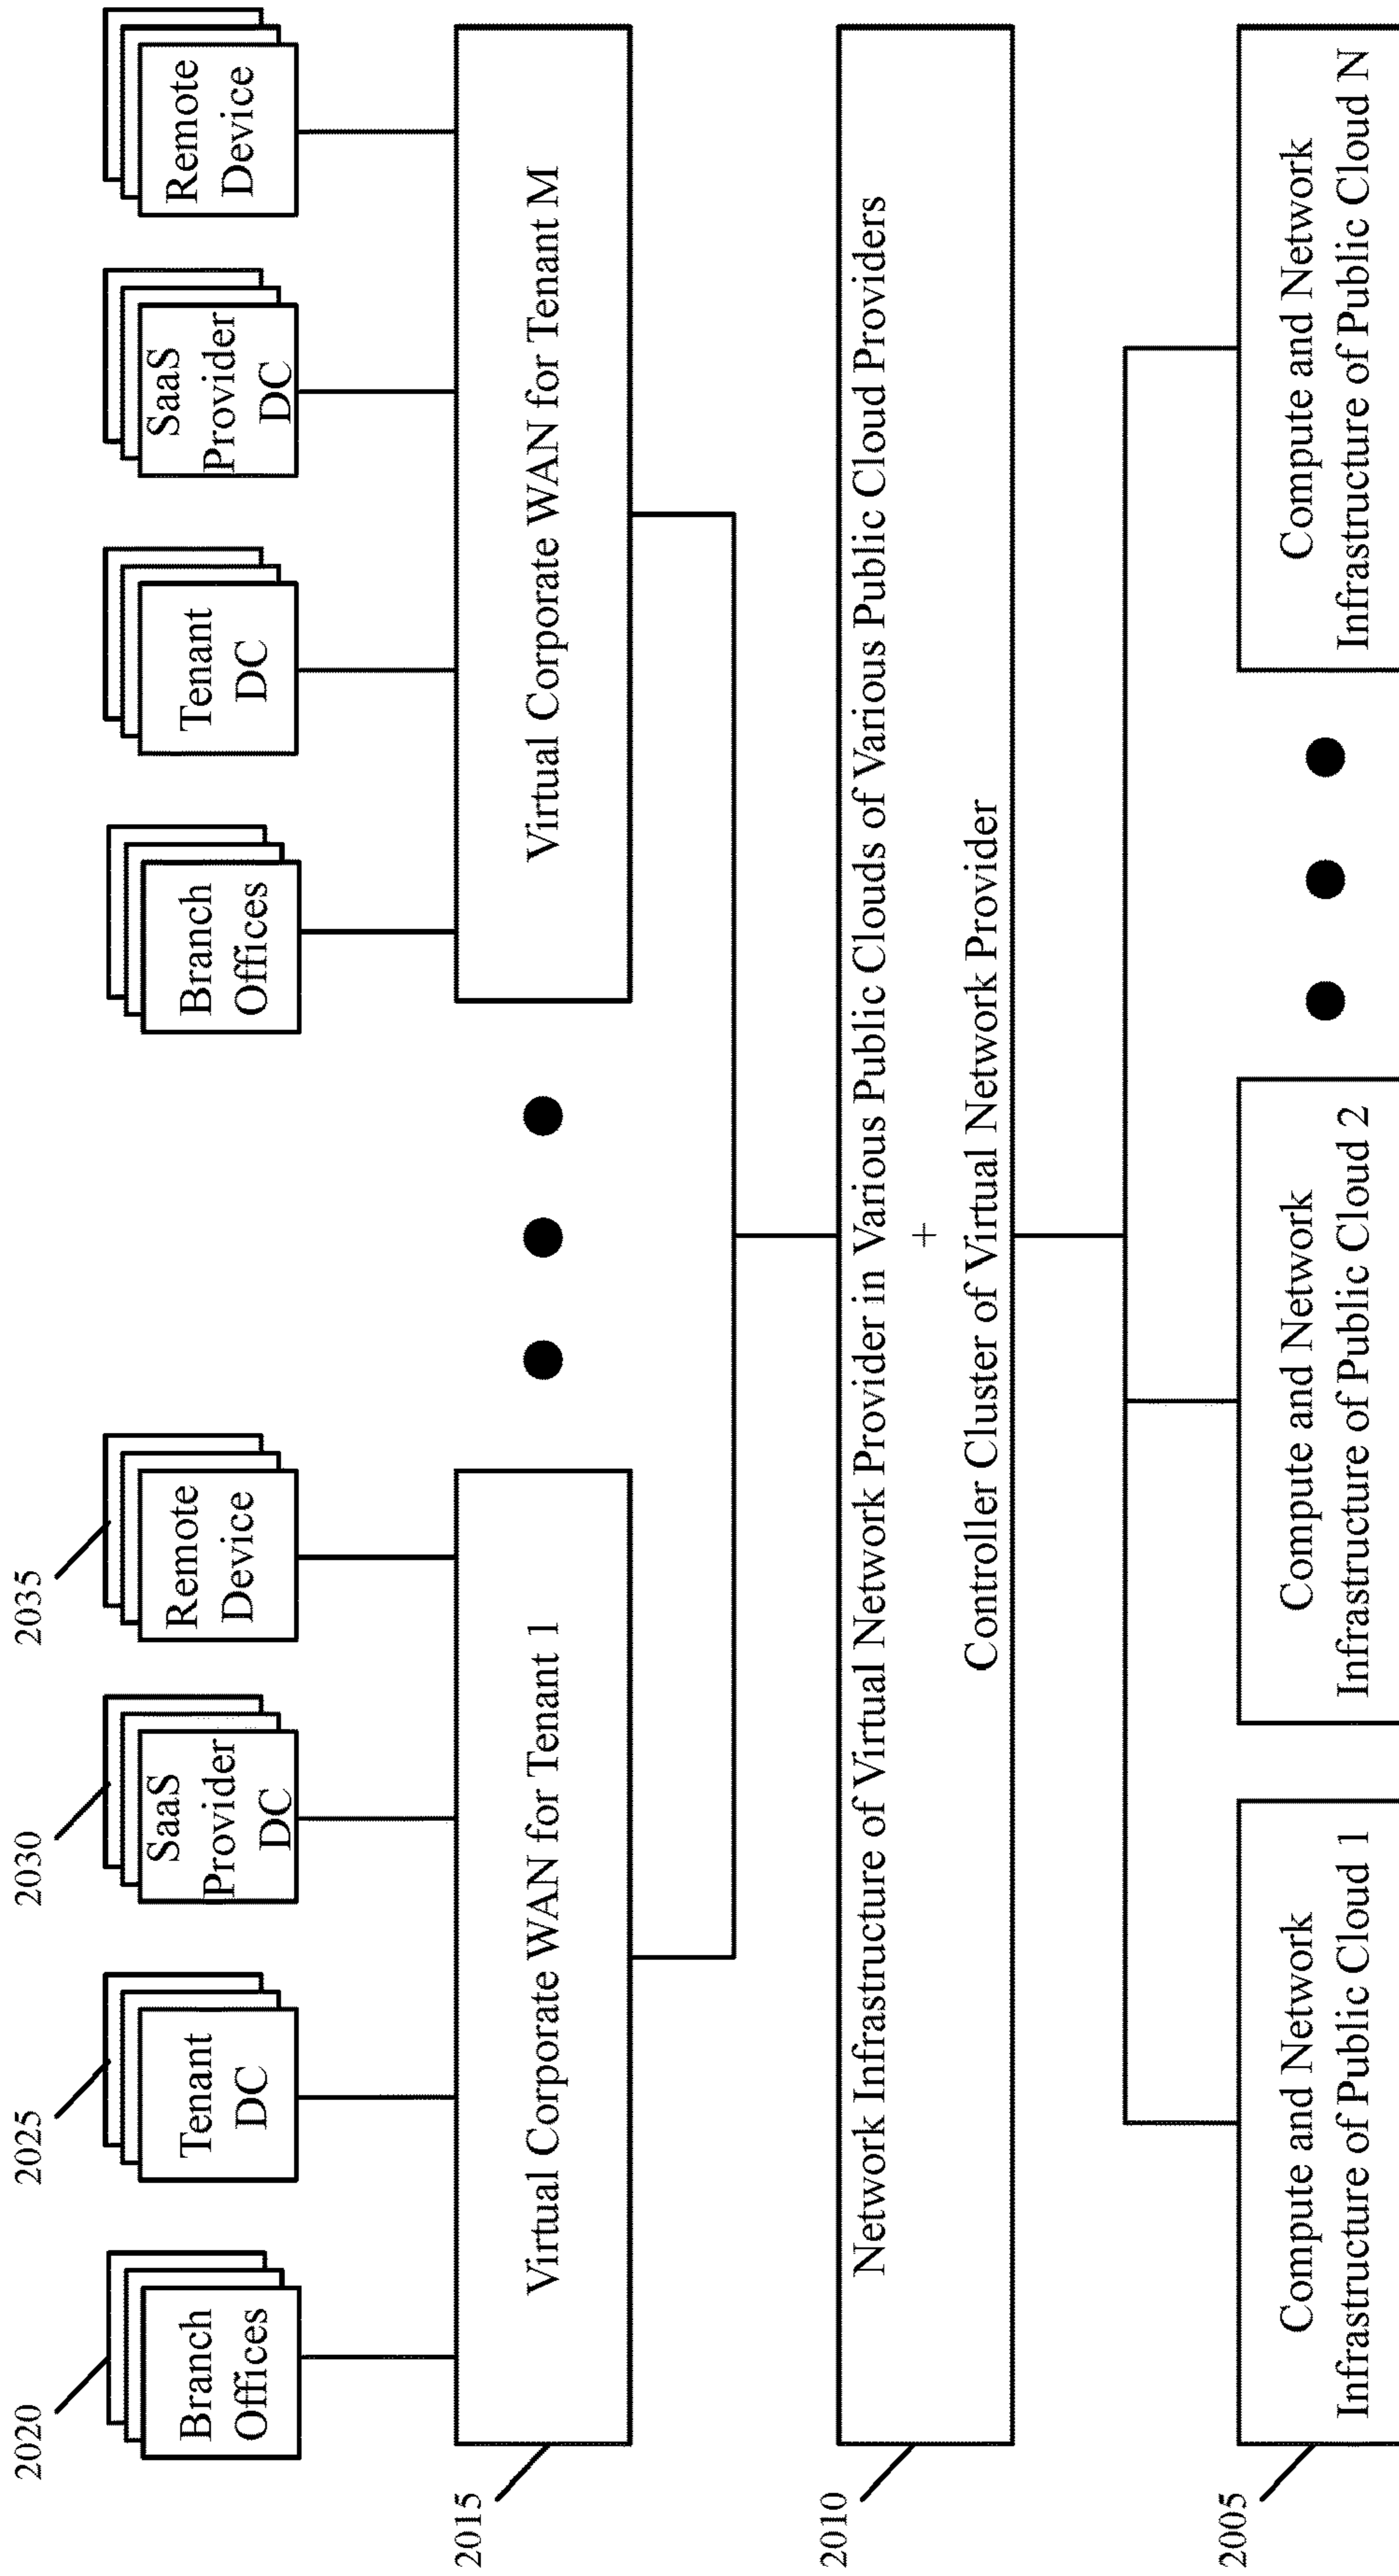 2020
2025
2030
2035
Branch
Offices
Tenant
DC
SaaS
Provider
DC
Remote
Device
Branch
Offices
Tenant
DC
SaaS
Provider
DC
Remote
Device
2015
Virtual Corporate WAN for Tenant 1
Virtual Corporate WAN for Tenant M
2010
Network Infrastructure of Virtual Network Provider in Various Public Clouds of Various Public Cloud Providers
+
Controller Cluster of Virtual Network Provider
2005
Compute and Network
Infrastructure of Public Cloud 1
Compute and Network
Infrastructure of Public Cloud 2
Compute and Network
Infrastructure of Public Cloud N